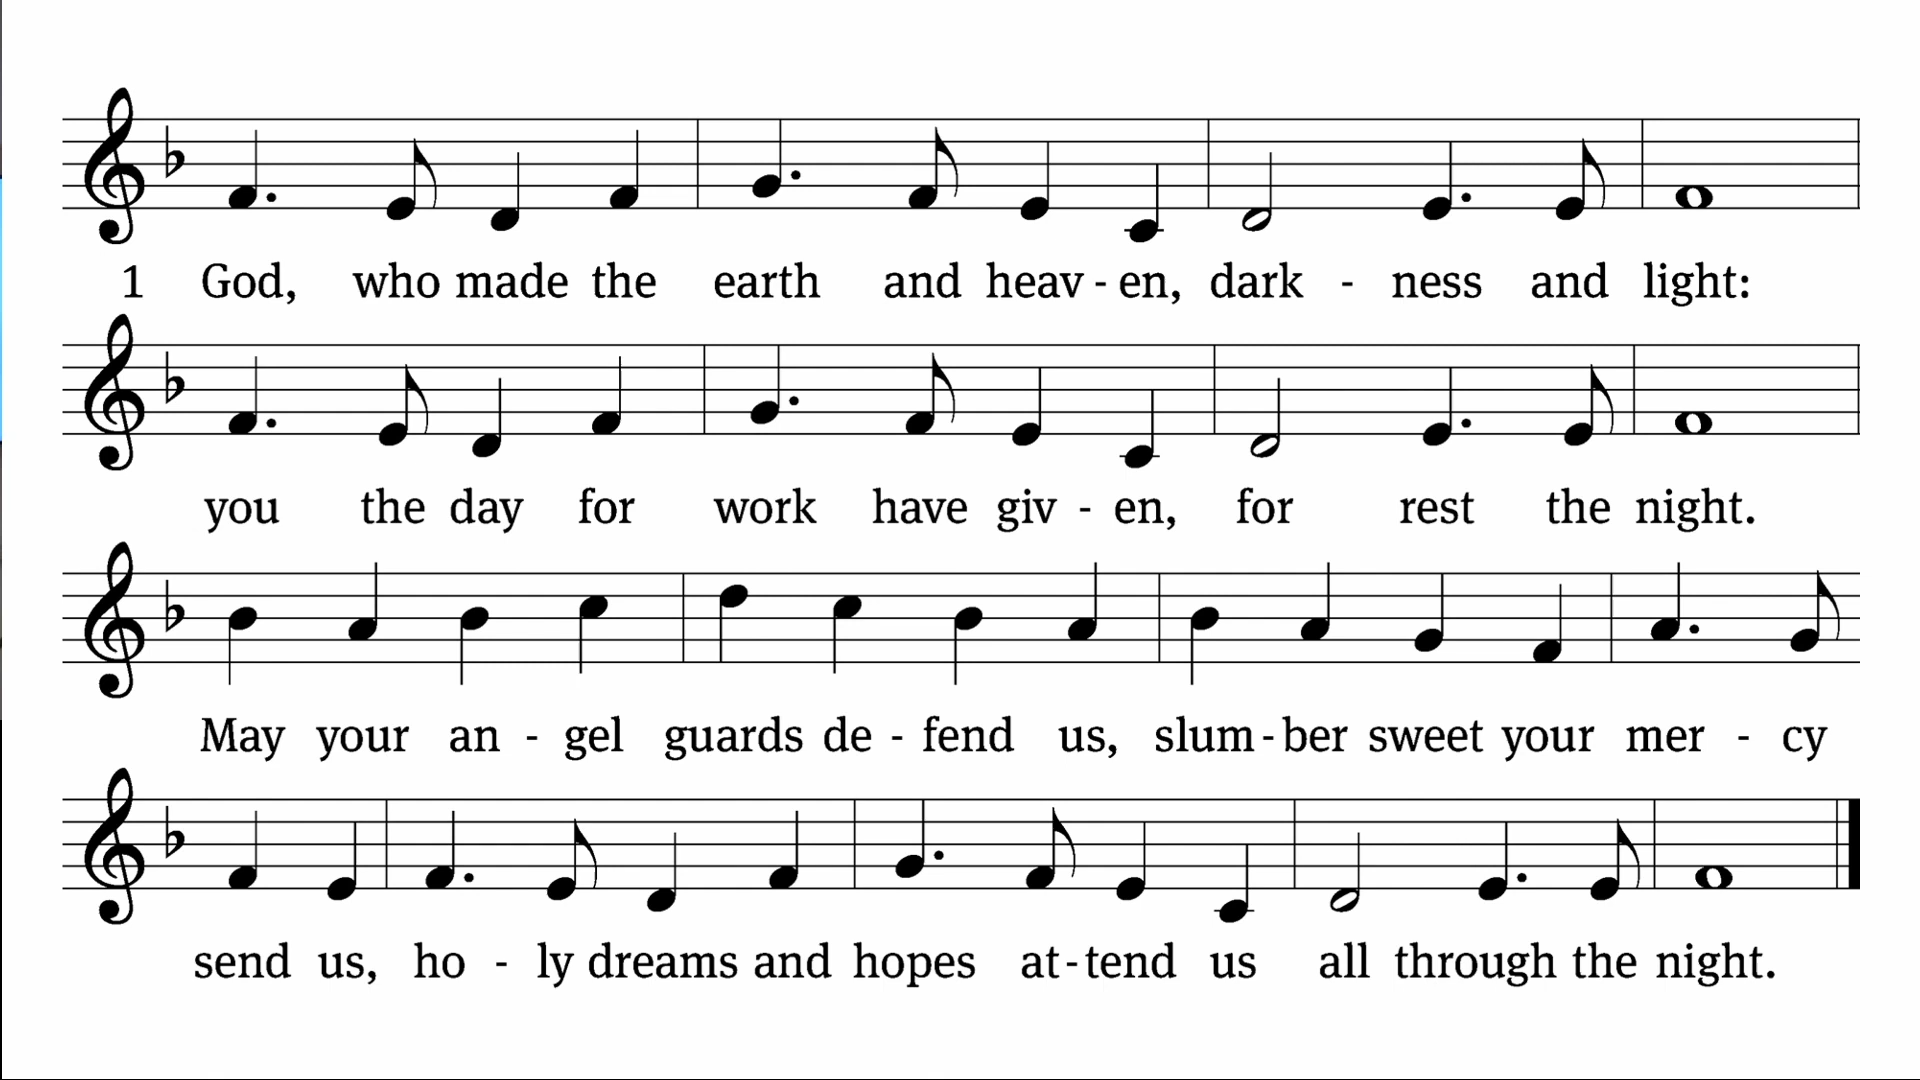 1 God, who made the earth and heav - en, dark - ness and light:
you the day for work have giv - en, for rest the night.
May your an - gel guards de - fend us, slum - ber sweet your mer - cy
send us, ho - ly dreams and hopes at - tend us all through the night.